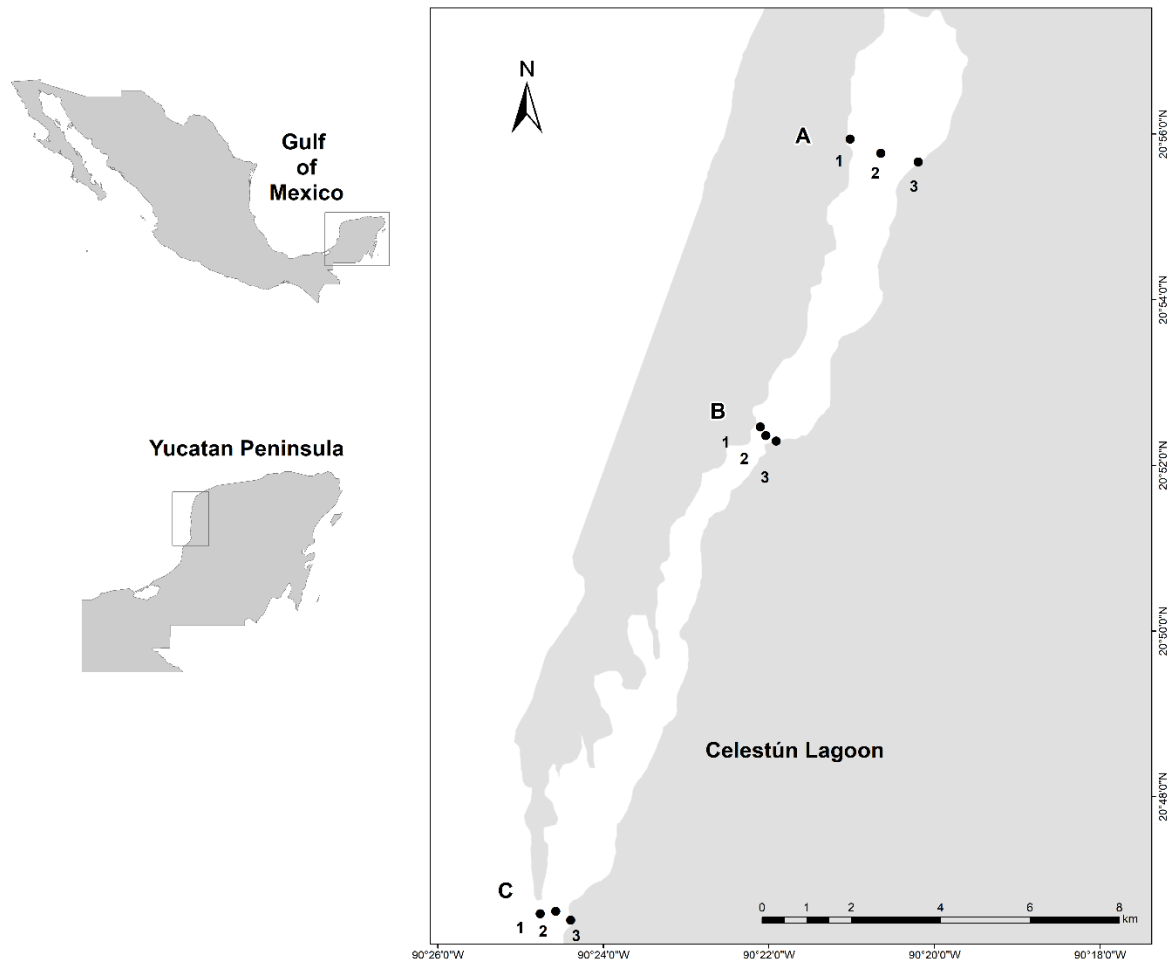 Gulf
of
Mexico
Yucatan Peninsula
N
A
1
2
3
B
1
2
3
Celestún Lagoon
C
1
2
3
0 1 2 4 6 8
km
20°56'0"N
20°54'0"N
20°52'0"N
20°50'0"N
20°48'0"N
90°26'0"W 90°24'0"W 90°22'0"W 90°20'0"W 90°18'0"W